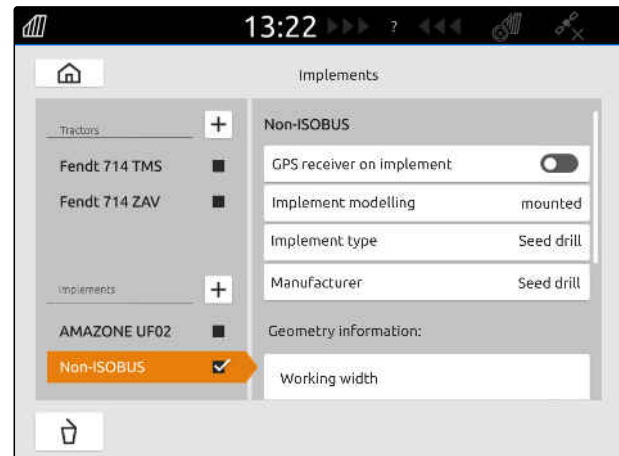 13:22 ?
Implements
Tractors +
Fendt 714 TMS
Fendt 714 ZAV
Implements +
AMAZONE UF02
Non-ISOBUS
Non-ISOBUS
GPS receiver on implement
Implement modelling mounted
Implement type Seed drill
Manufacturer Seed drill
Geometry information:
Working width